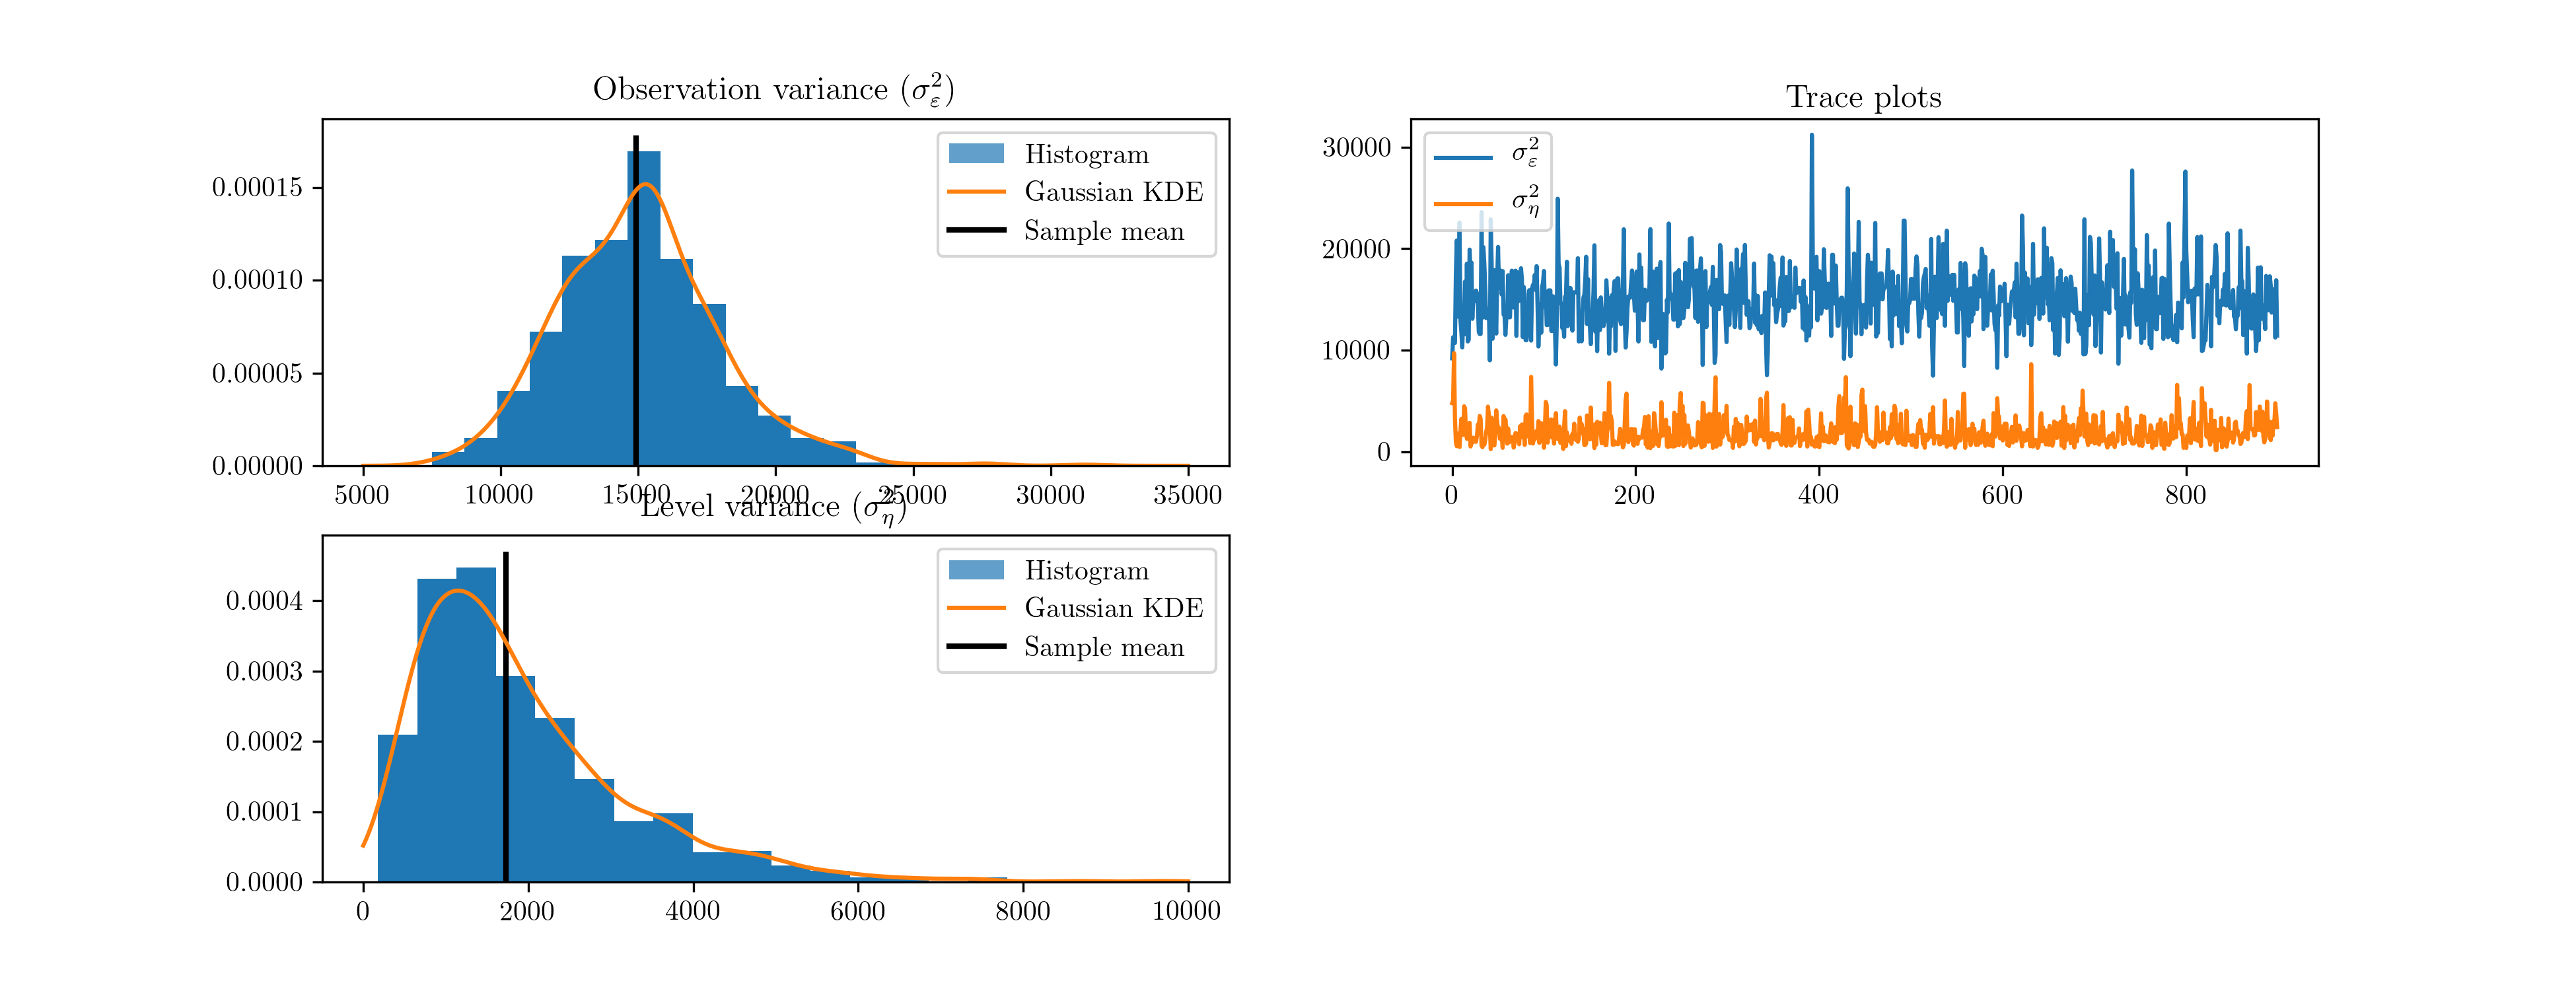 Observation variance (σ²_ε)
0.00015
0.00010
0.00005
0.00000
Histogram
Gaussian KDE
Sample mean
5000 10000 15000 20000 25000 30000 35000
Trace plots
30000
20000
10000
0
σ²_ε
σ²_η
0 200 400 600 800
Level variance (σ²_η)
0.0004
0.0003
0.0002
0.0001
0.0000
Histogram
Gaussian KDE
Sample mean
0 2000 4000 6000 8000 10000